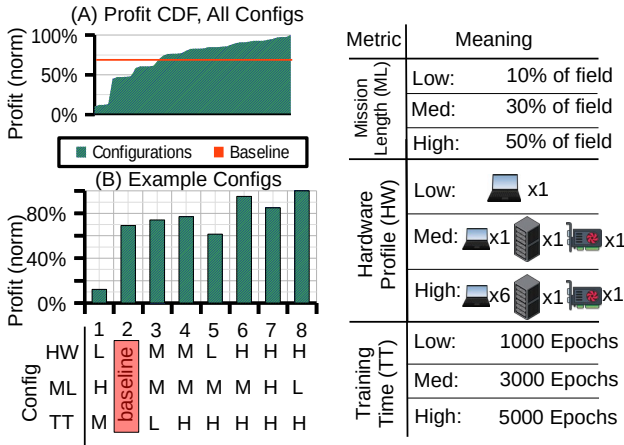 (A) Profit CDF, All Configs
Profit (norm)
100%
50%
0%
Configurations
Baseline
(B) Example Configs
Profit (norm)
80%
40%
0%
1 2 3 4 5 6 7 8
Config
HW L M M L H H H
ML H M M M M H L
TT M L H H H H H
baseline
Metric Meaning
Mission Length (ML)
Low: 10% of field
Med: 30% of field
High: 50% of field
Hardware Profile (HW)
Low: x1
Med: x1 x1 x1
High: x6 x1 x1
Training Time (TT)
Low: 1000 Epochs
Med: 3000 Epochs
High: 5000 Epochs